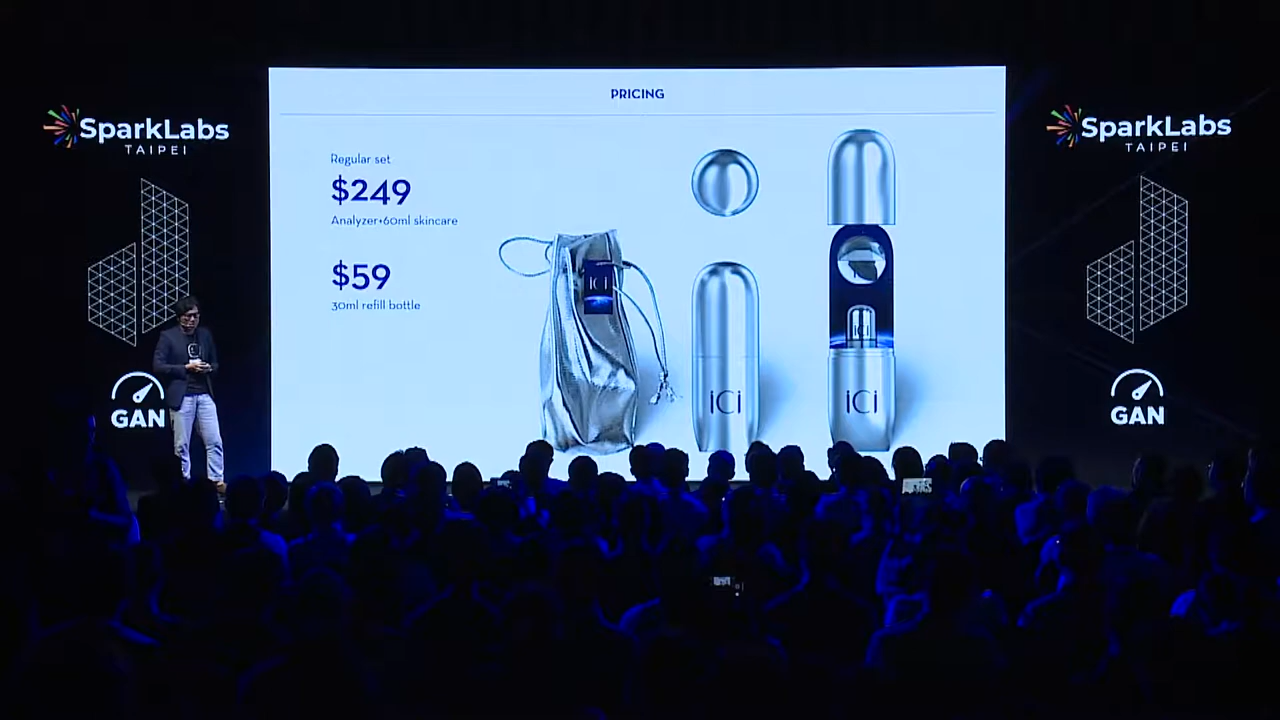 PRICING
SparkLabs
TAIPEI
GAN
Regular set
$249
Analyzer+60ml skincare
$59
30ml refill bottle
iCi
iCi
iCi
iCi
SparkLabs
TAIPEI
GAN